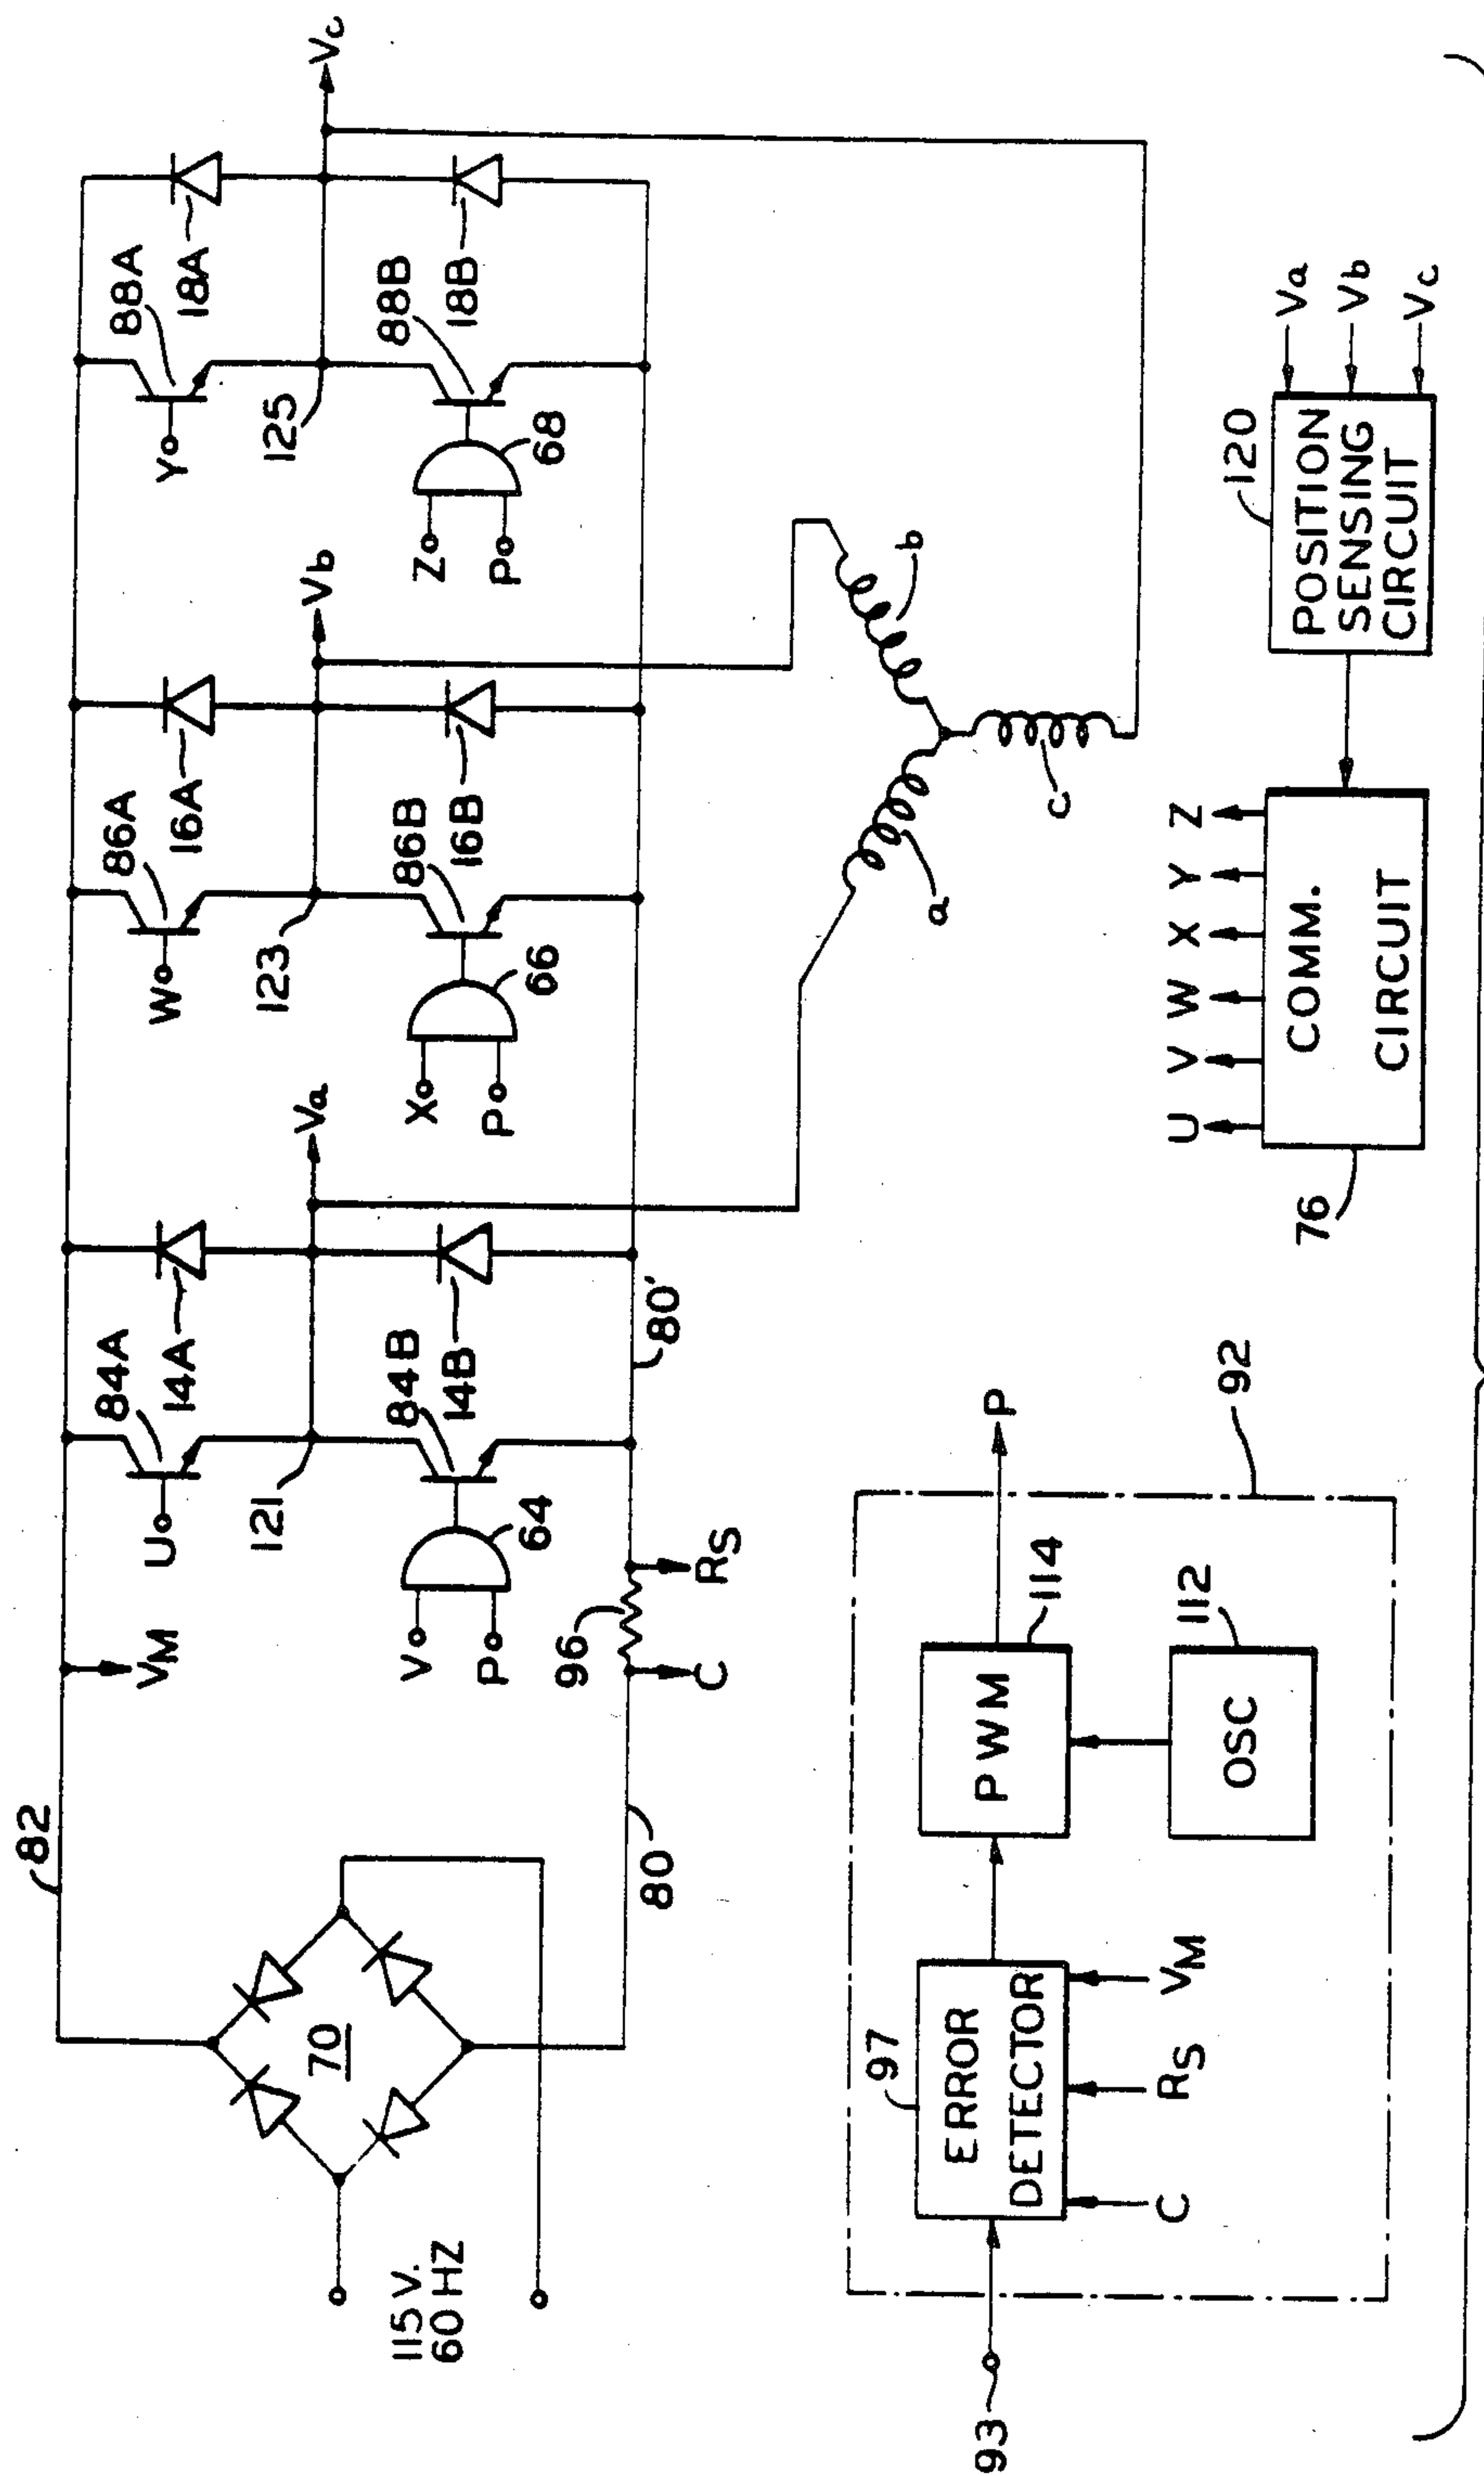 82
VM
84A
14A
U
121
Va
86A
16A
W
123
Vb
88A
18A
Y
125
Vc
70
115 V.
60 HZ
80
96
C
RS
V
P
64
84B
14B
80'
X
P
66
86B
16B
Z
P
68
88B
18B
a
b
c
93
97
ERROR
DETECTOR
C
RS
VM
PWM
114
OSC
112
P
92
U V W X Y Z
COMM.
CIRCUIT
76
POSITION
SENSING
CIRCUIT
120
Va
Vb
Vc